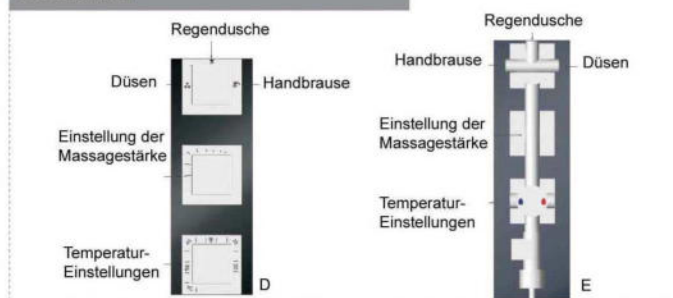 Regendusche
Düsen
Handbrause
Einstellung der
Massagestärke
Temperatur-
Einstellungen
D
Regendusche
Handbrause
Düsen
Einstellung der
Massagestärke
Temperatur-
Einstellungen
E